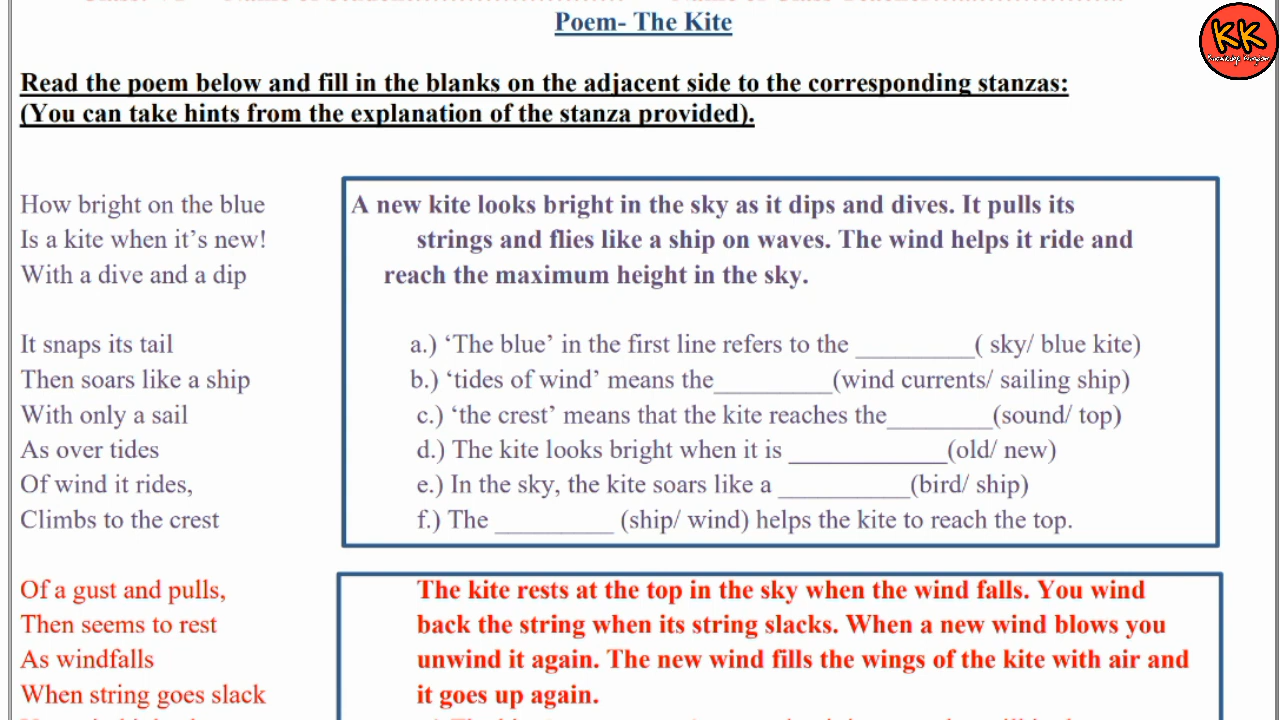 Poem- The Kite
KK
Read the poem below and fill in the blanks on the adjacent side to the corresponding stanzas:
(You can take hints from the explanation of the stanza provided).
How bright on the blue
Is a kite when it’s new!
With a dive and a dip
It snaps its tail
Then soars like a ship
With only a sail
As over tides
Of wind it rides,
Climbs to the crest
A new kite looks bright in the sky as it dips and dives. It pulls its
strings and flies like a ship on waves. The wind helps it ride and
reach the maximum height in the sky.
a.) ‘The blue’ in the first line refers to the _________( sky/ blue kite)
b.) ‘tides of wind’ means the_________(wind currents/ sailing ship)
c.) ‘the crest’ means that the kite reaches the________(sound/ top)
d.) The kite looks bright when it is ____________(old/ new)
e.) In the sky, the kite soars like a __________(bird/ ship)
f.) The _________ (ship/ wind) helps the kite to reach the top.
Of a gust and pulls,
Then seems to rest
As windfalls
When string goes slack
The kite rests at the top in the sky when the wind falls. You wind
back the string when its string slacks. When a new wind blows you
unwind it again. The new wind fills the wings of the kite with air and
it goes up again.